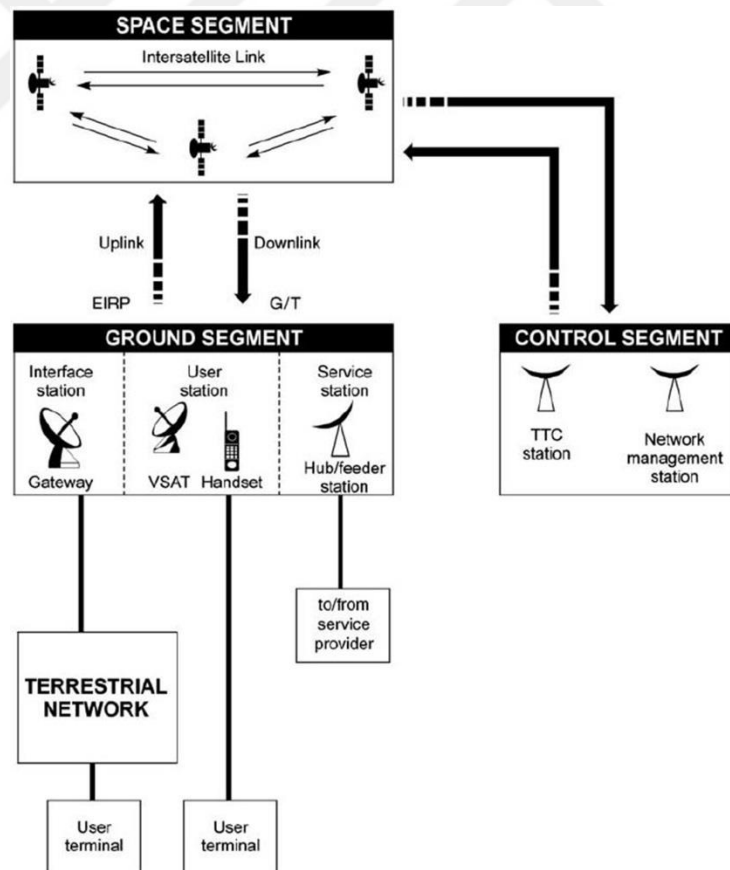 SPACE SEGMENT
Intersatellite Link
Uplink
Downlink
EIRP
G/T
GROUND SEGMENT
Interface
station
Gateway
User
station
VSAT Handset
Service
station
Hub/feeder
station
CONTROL SEGMENT
TTC
station
Network
management
station
to/from
service
provider
TERRESTRIAL
NETWORK
User
terminal
User
terminal